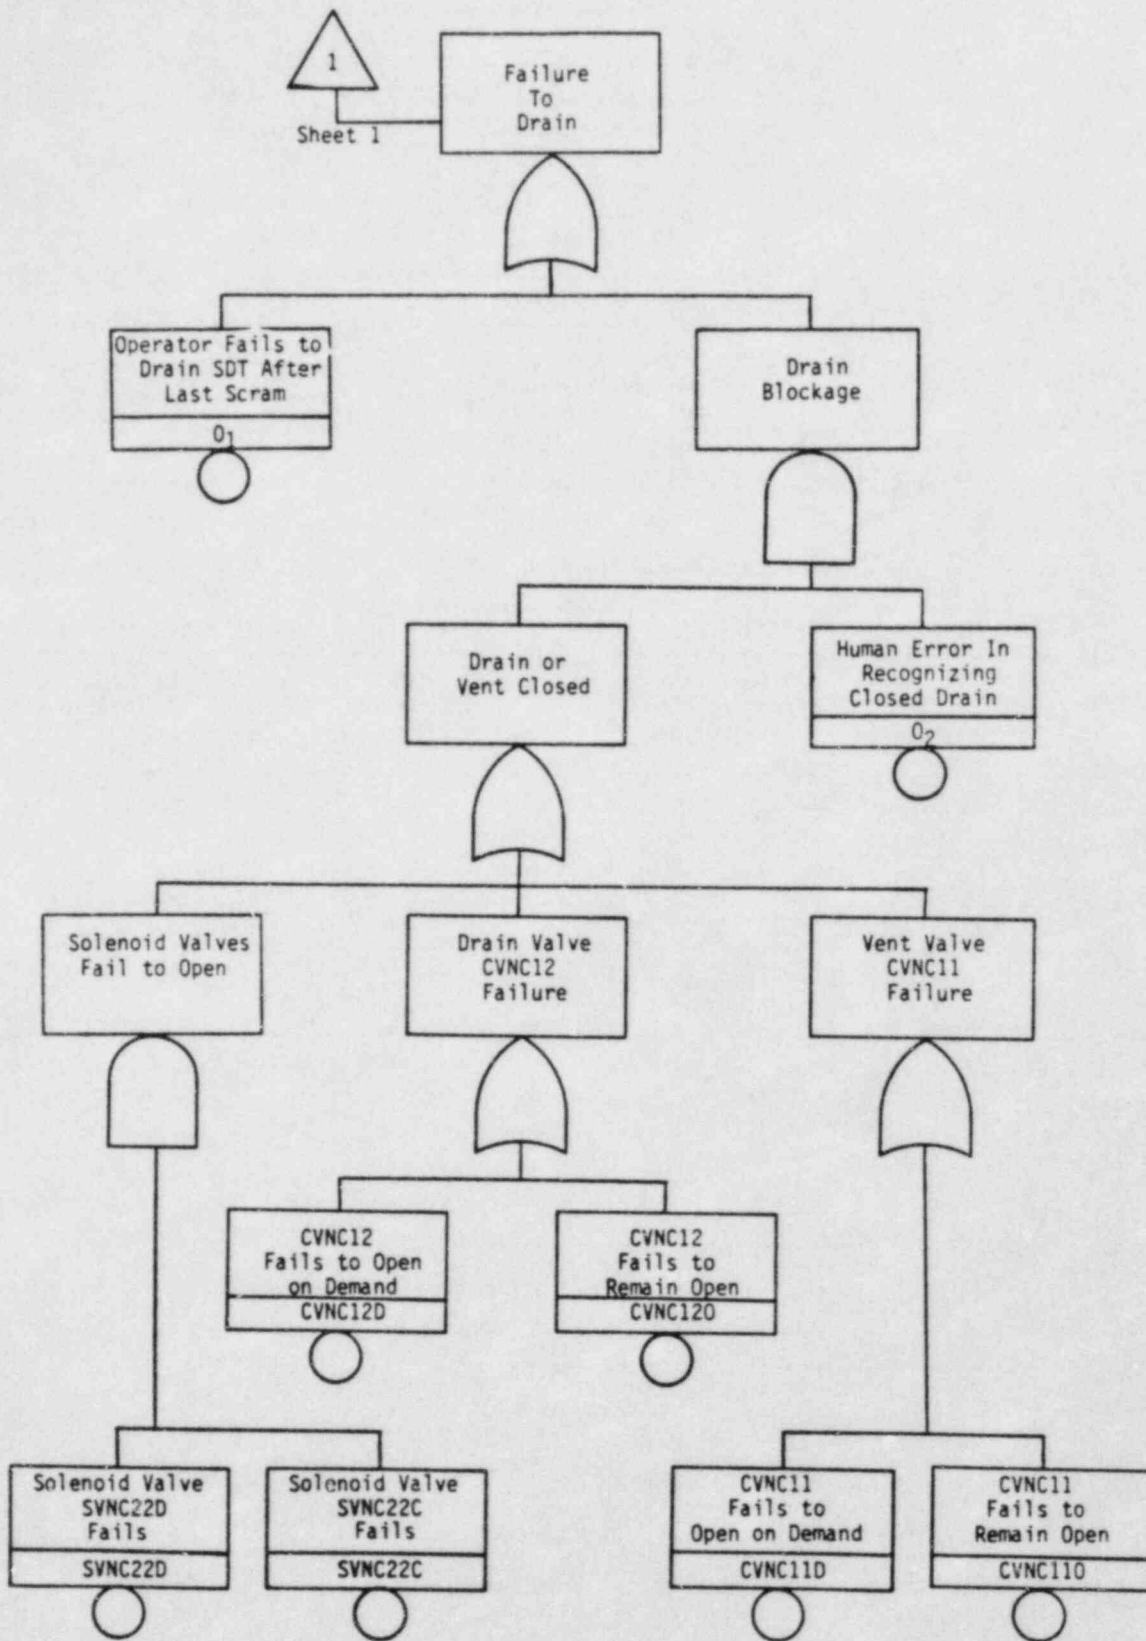 1
Sheet 1
Failure
To
Drain
Operator Fails to
Drain SDT After
Last Scram
O1
Drain
Blockage
Drain or
Vent Closed
Human Error In
Recognizing
Closed Drain
O2
Solenoid Valves
Fail to Open
Drain Valve
CVNC12
Failure
Vent Valve
CVNC11
Failure
CVNC12
Fails to Open
on Demand
CVNC12D
CVNC12
Fails to
Remain Open
CVNC12O
Solenoid Valve
SVNC22D
Fails
SVNC22D
Solenoid Valve
SVNC22C
Fails
SVNC22C
CVNC11
Fails to
Open on Demand
CVNC11D
CVNC11
Fails to
Remain Open
CVNC11O